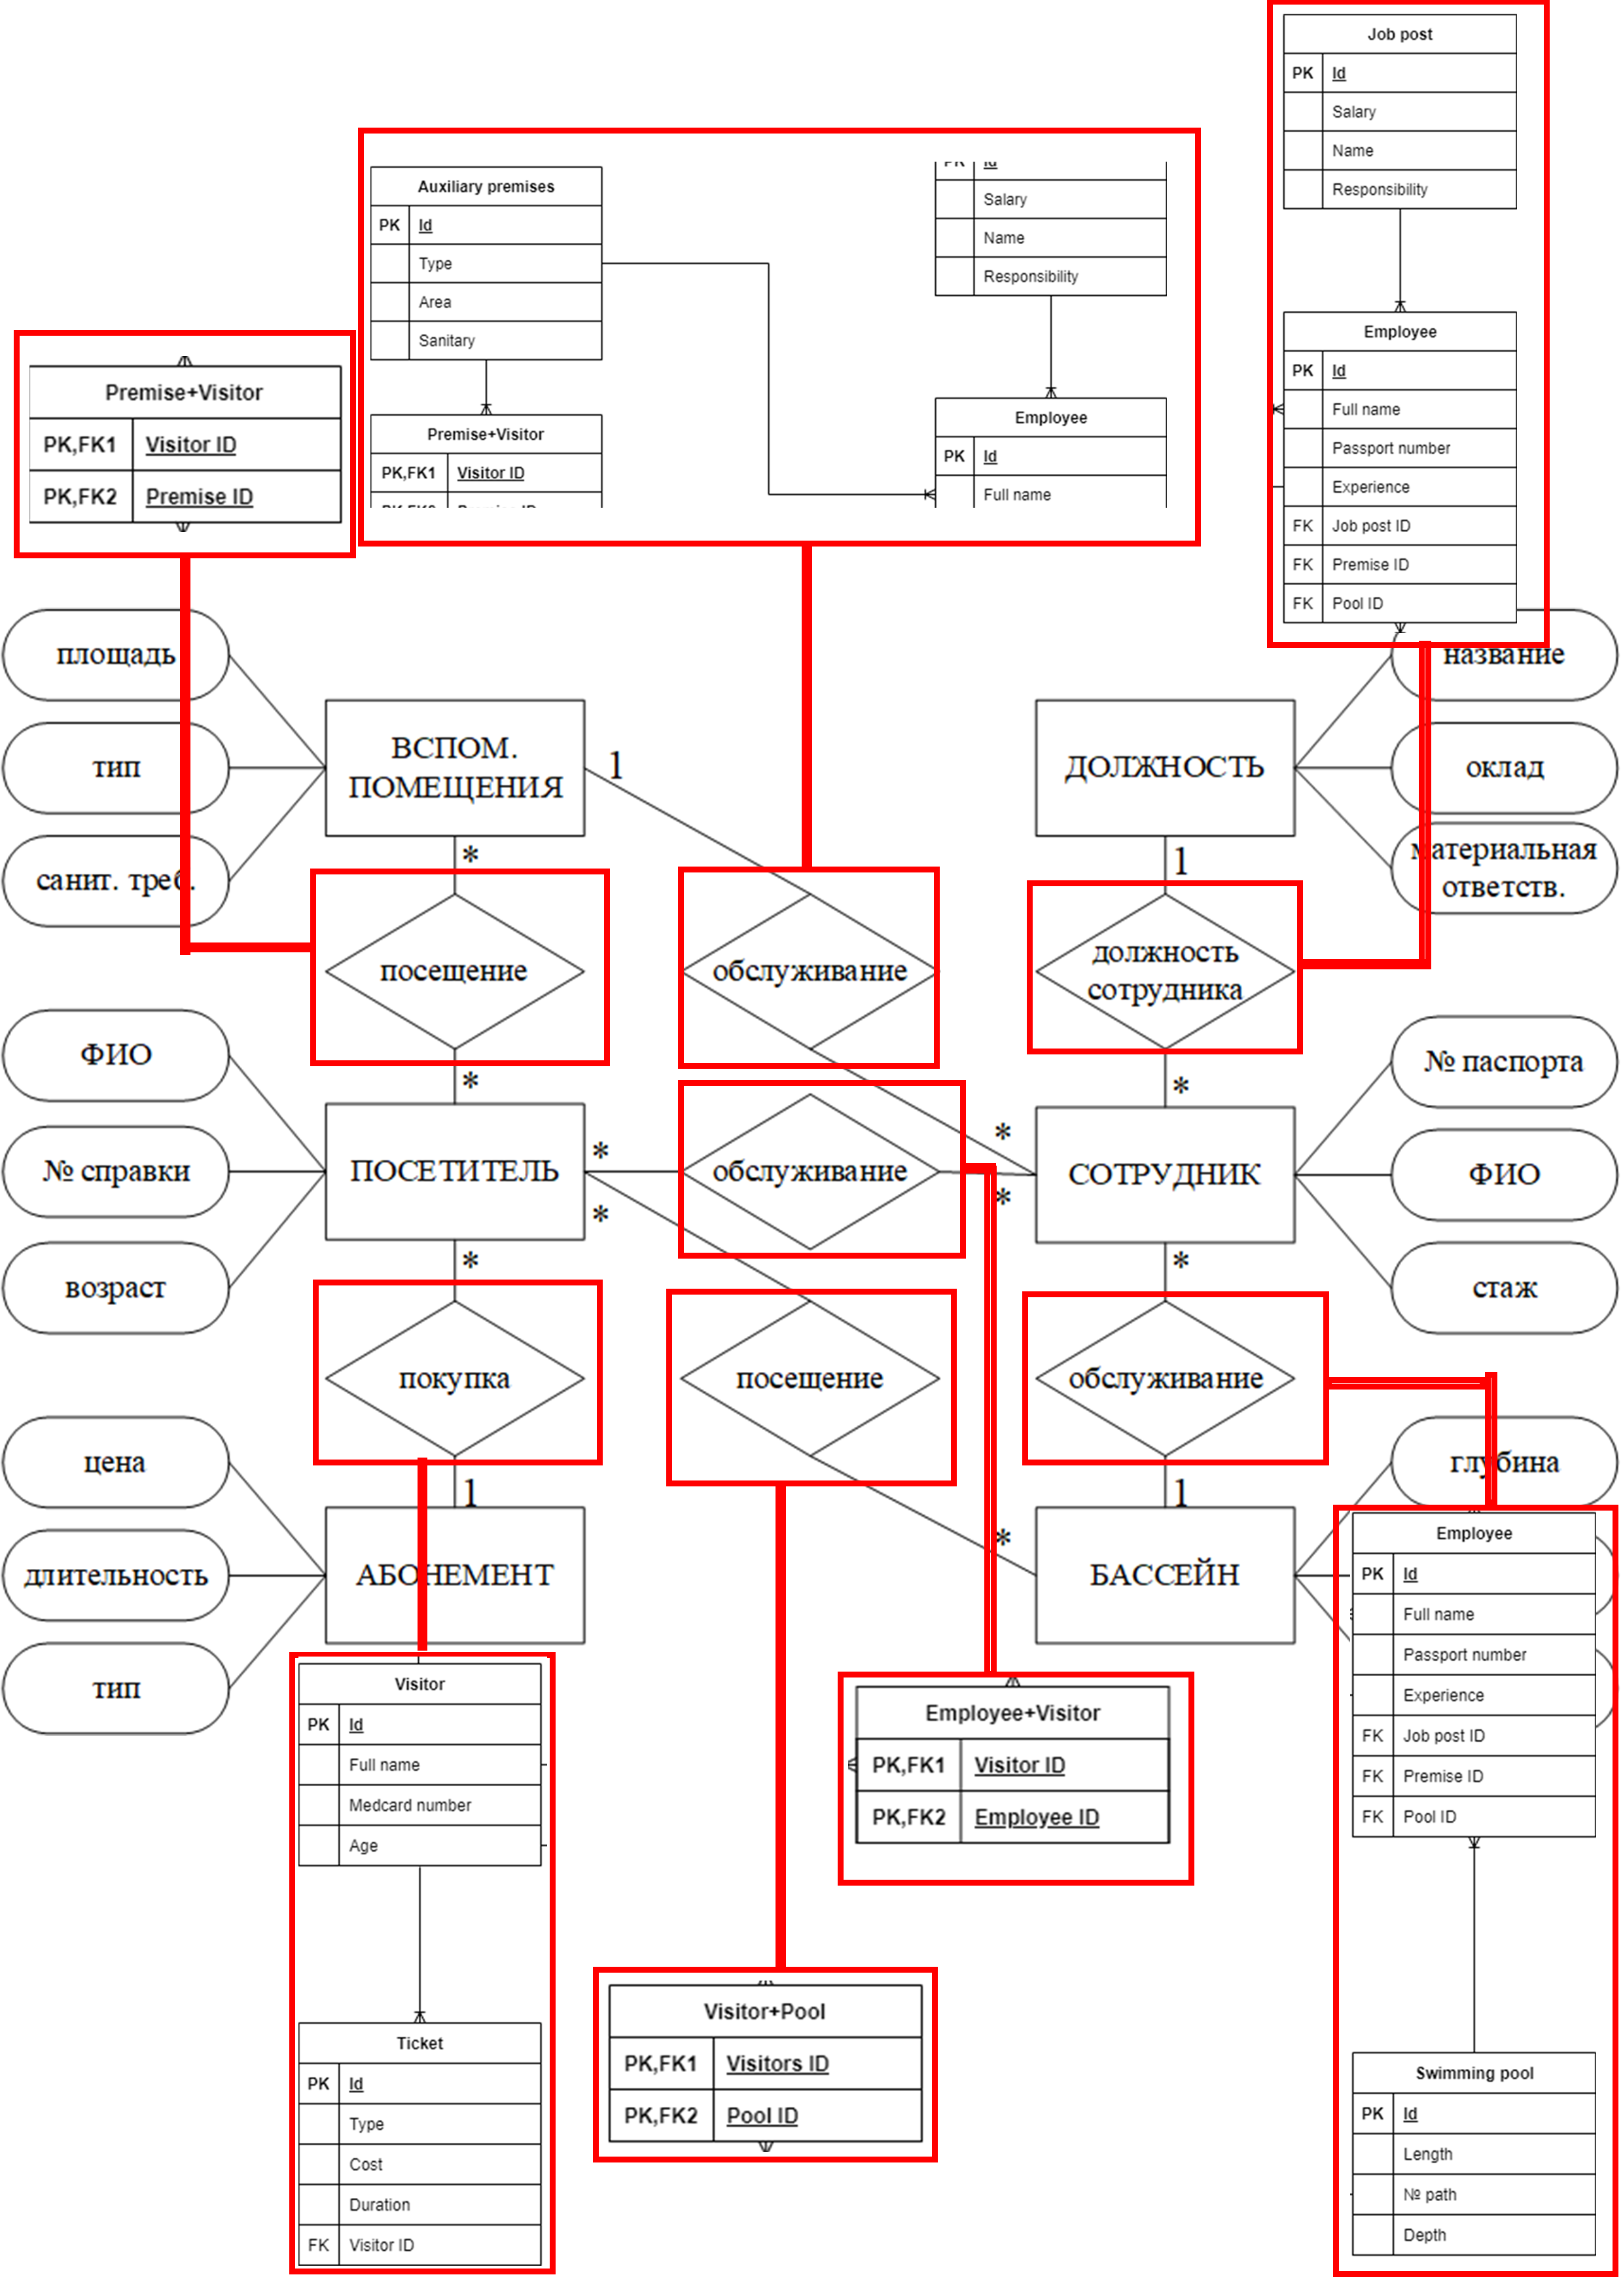 Job post
PK Id
Salary
Name
Responsibility
Employee
PK Id
Full name
Passport number
Experience
FK Job post ID
FK Premise ID
FK Pool ID
Auxiliary premises
PK Id
Type
Area
Sanitary
Premise+Visitor
PK,FK1 Visitor ID
PK Id
Salary
Name
Responsibility
Employee
PK Id
Full name
Premise+Visitor
PK,FK1 Visitor ID
PK,FK2 Premise ID
площадь
тип
санит. треб.
ВСПОМ.
ПОМЕЩЕНИЯ
1
ДОЛЖНОСТЬ
название
оклад
материальная
ответств.
*
1
посещение
обслуживание
должность
сотрудника
*
*
*
ФИО
№ справки
возраст
ПОСЕТИТЕЛЬ
*
*
обслуживание
*
СОТРУДНИК
№ паспорта
ФИО
стаж
*
*
покупка
посещение
обслуживание
1
*
1
цена
длительность
тип
АБОНЕМЕНТ
БАССЕЙН
глубина
Employee
PK Id
Full name
Passport number
Experience
FK Job post ID
FK Premise ID
FK Pool ID
Swimming pool
PK Id
Length
№ path
Depth
Visitor
PK Id
Full name
Medcard number
Age
Ticket
PK Id
Type
Cost
Duration
FK Visitor ID
Employee+Visitor
PK,FK1 Visitor ID
PK,FK2 Employee ID
Visitor+Pool
PK,FK1 Visitors ID
PK,FK2 Pool ID